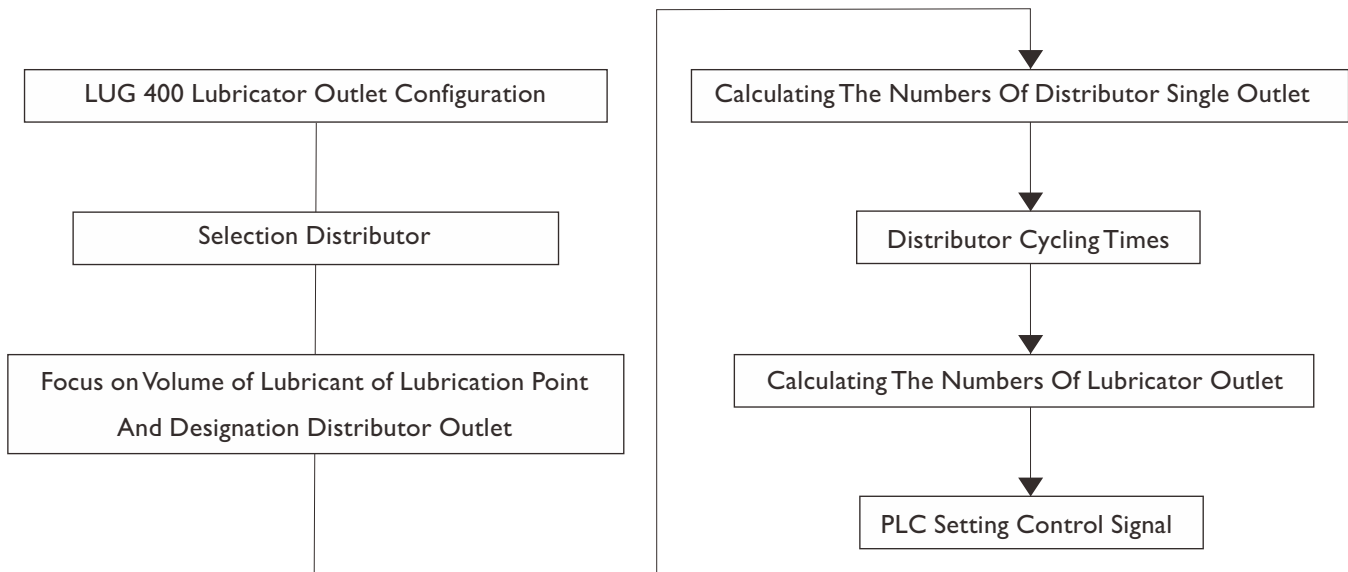 LUG 400 Lubricator Outlet Configuration
Selection Distributor
Focus on Volume of Lubricant of Lubrication Point
And Designation Distributor Outlet
Calculating The Numbers Of Distributor Single Outlet
Distributor Cycling Times
Calculating The Numbers Of Lubricator Outlet
PLC Setting Control Signal